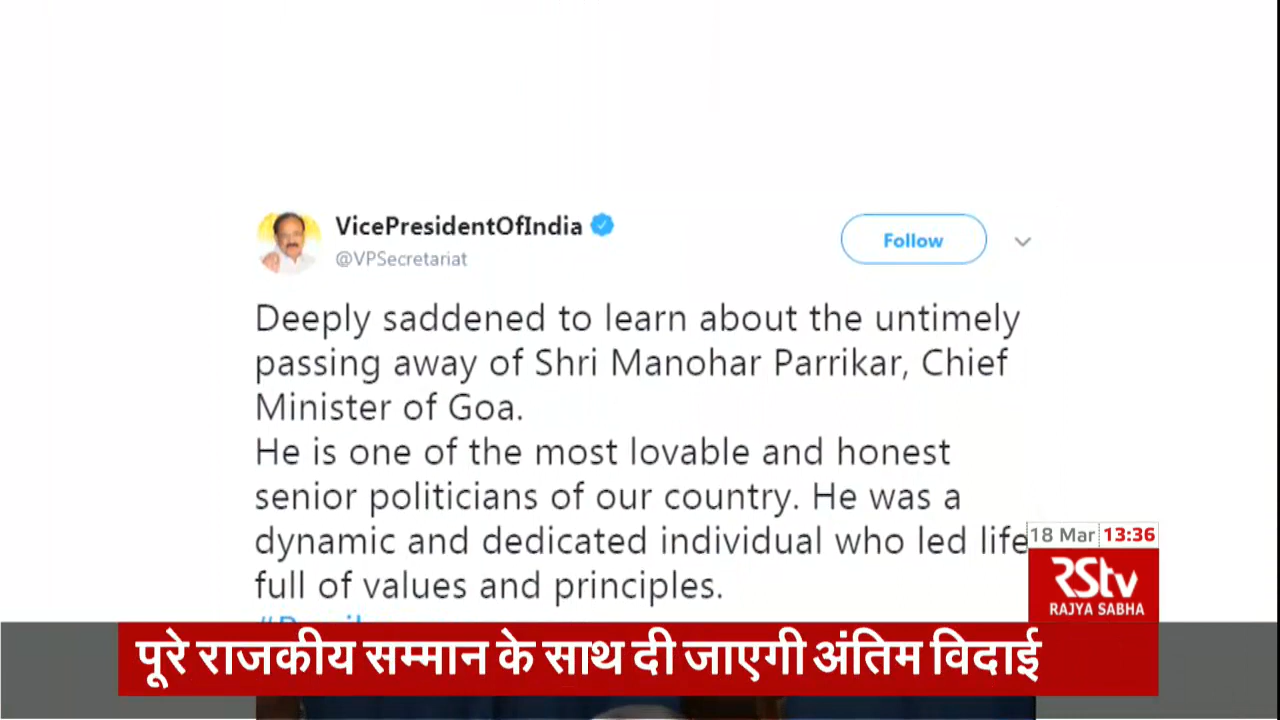 VicePresidentOfIndia
@VPSecretariat
Follow
Deeply saddened to learn about the untimely
passing away of Shri Manohar Parrikar, Chief
Minister of Goa.
He is one of the most lovable and honest
senior politicians of our country. He was a
dynamic and dedicated individual who led life
full of values and principles.
18 Mar 13:36
RStv
RAJYA SABHA
पूरे राजकीय सम्मान के साथ दी जाएगी अंतिम विदाई